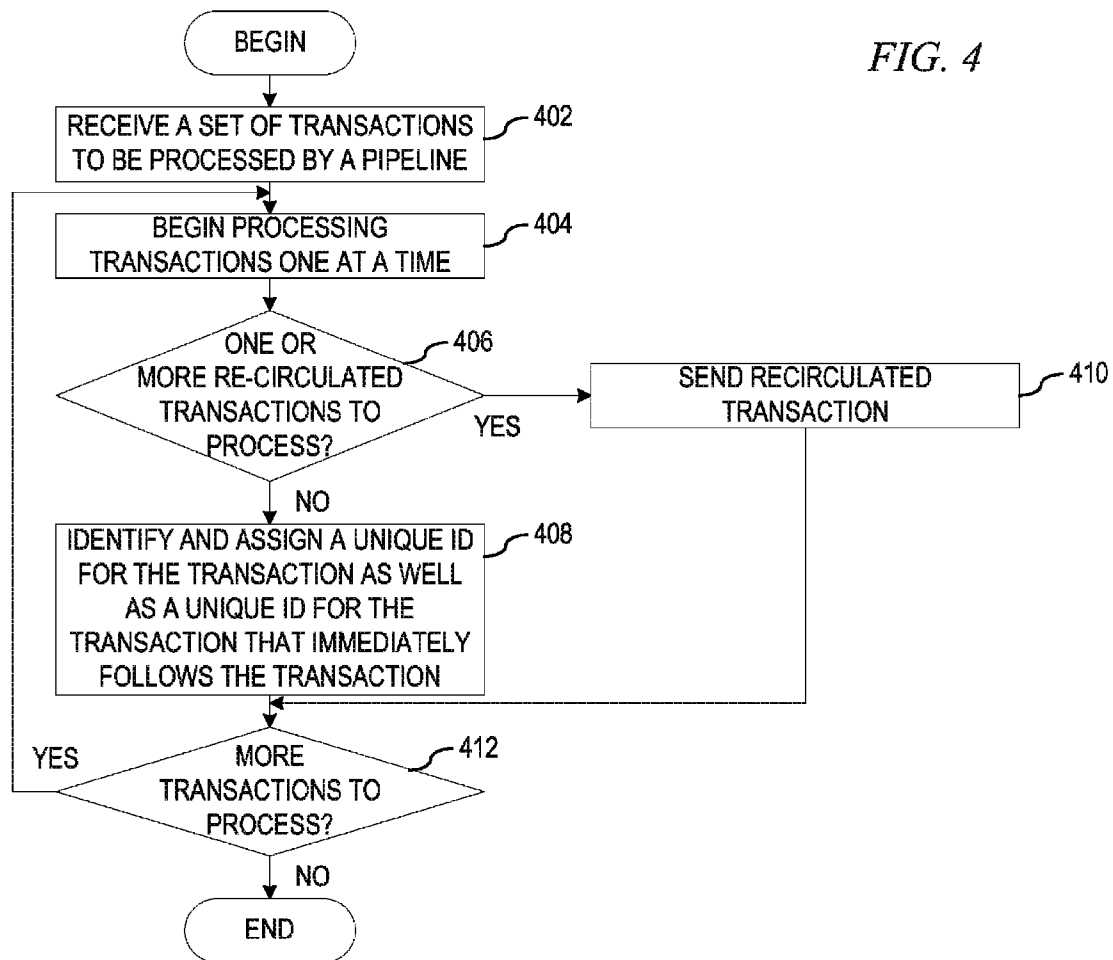 BEGIN
FIG. 4
RECEIVE A SET OF TRANSACTIONS
TO BE PROCESSED BY A PIPELINE
402
BEGIN PROCESSING
TRANSACTIONS ONE AT A TIME
404
ONE OR
MORE RE-CIRCULATED
TRANSACTIONS TO
PROCESS?
406
YES
SEND RECIRCULATED
TRANSACTION
410
NO
IDENTIFY AND ASSIGN A UNIQUE ID
FOR THE TRANSACTION AS WELL
AS A UNIQUE ID FOR THE
TRANSACTION THAT IMMEDIATELY
FOLLOWS THE TRANSACTION
408
YES
MORE
TRANSACTIONS TO
PROCESS?
412
NO
END